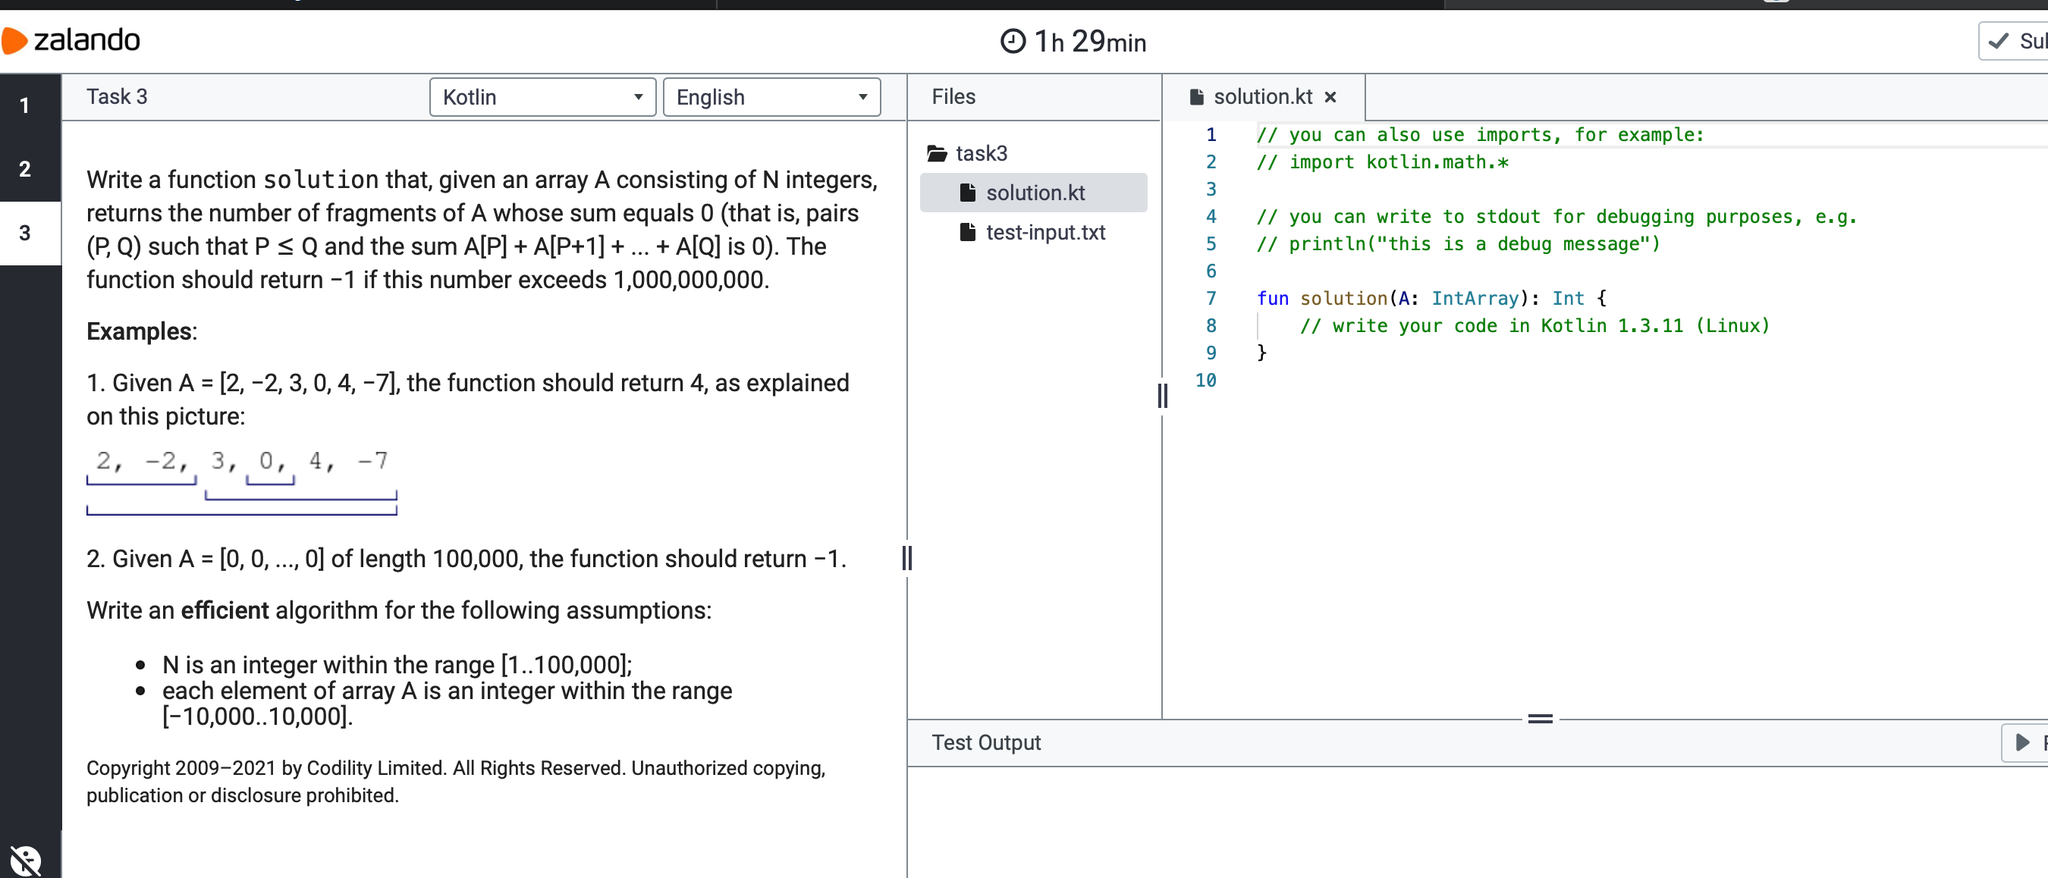 zalando
1h 29min
Sul
1
2
3
Task 3
Kotlin
English
Write a function solution that, given an array A consisting of N integers,
returns the number of fragments of A whose sum equals 0 (that is, pairs
(P, Q) such that P ≤ Q and the sum A[P] + A[P+1] + ... + A[Q] is 0). The
function should return −1 if this number exceeds 1,000,000,000.
Examples:
1. Given A = [2, −2, 3, 0, 4, −7], the function should return 4, as explained
on this picture:
2, -2, 3, 0, 4, -7
2. Given A = [0, 0, ..., 0] of length 100,000, the function should return −1.
Write an efficient algorithm for the following assumptions:
• N is an integer within the range [1..100,000];
• each element of array A is an integer within the range
[−10,000..10,000].
Copyright 2009–2021 by Codility Limited. All Rights Reserved. Unauthorized copying,
publication or disclosure prohibited.
Files
task3
solution.kt
test-input.txt
solution.kt ×
1 // you can also use imports, for example:
2 // import kotlin.math.*
3
4 // you can write to stdout for debugging purposes, e.g.
5 // println("this is a debug message")
6
7 fun solution(A: IntArray): Int {
8 // write your code in Kotlin 1.3.11 (Linux)
9 }
10
Test Output